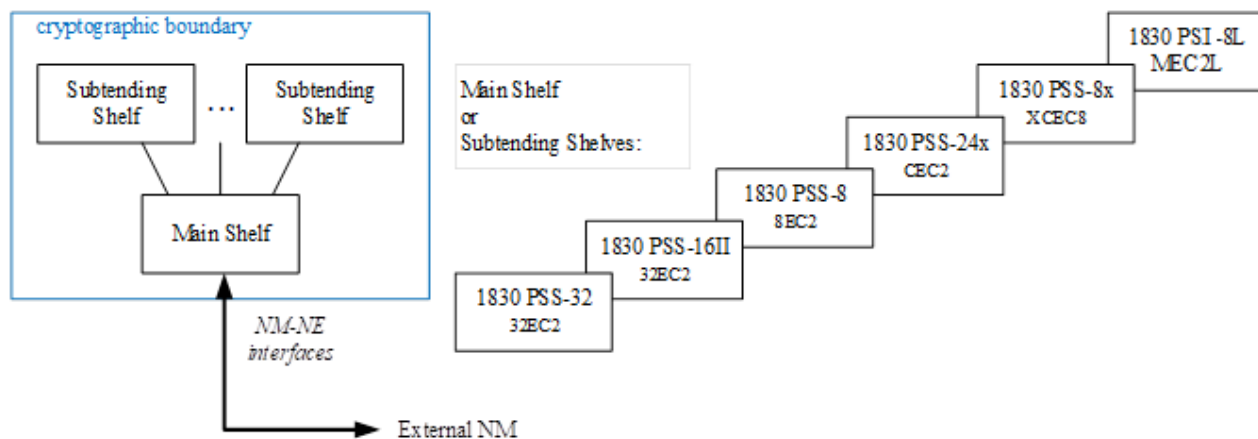 cryptographic boundary
Subtending
Shelf
...
Subtending
Shelf
Main Shelf
NM-NE
interfaces
External NM
Main Shelf
or
Subtending Shelves:
1830 PSS-32
32EC2
1830 PSS-16II
32EC2
1830 PSS-8
8EC2
1830 PSS-24x
CEC2
1830 PSS-8x
XCEC8
1830 PSI -8L
MEC2L